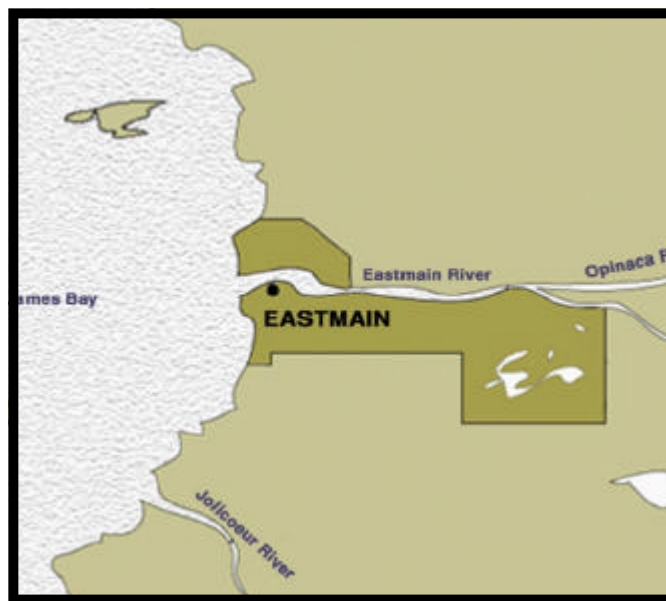 Eastmain River
Opinaca R
ames Bay
EASTMAIN
Jolicoeur River